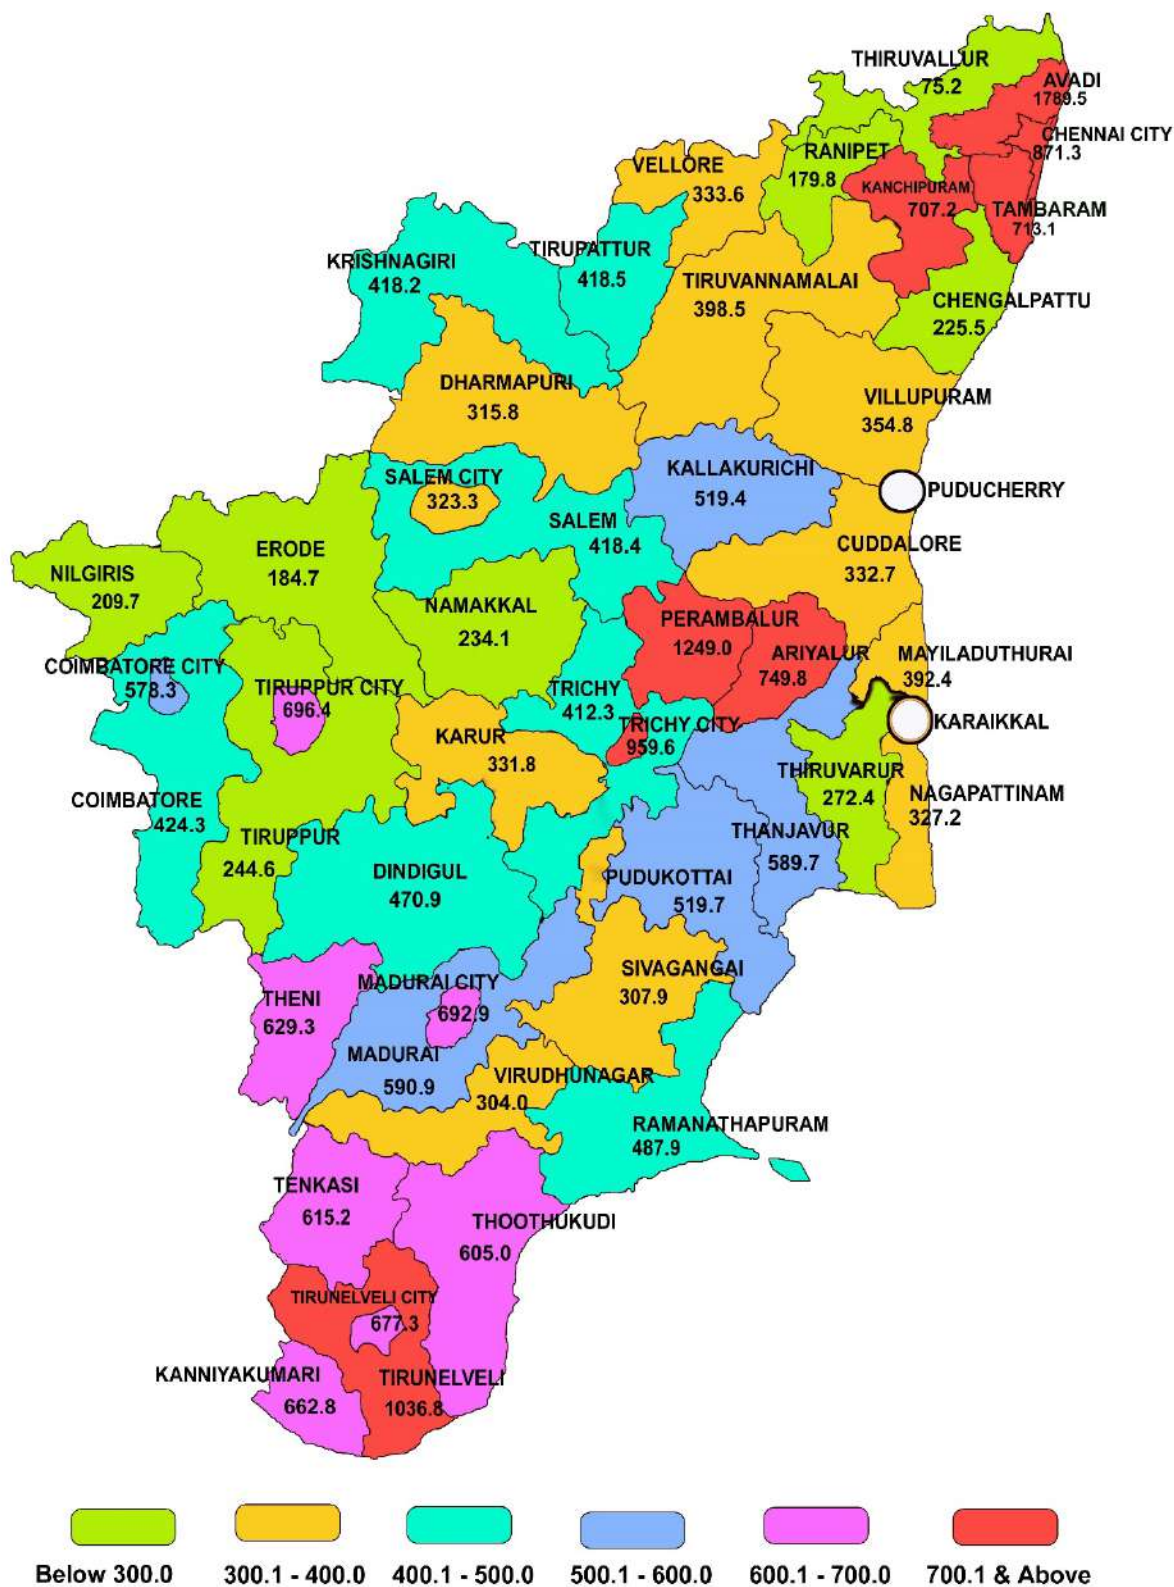 THIRUVALLUR
75.2
AVADI
1789.5
CHENNAI CITY
871.3
RANIPET
179.8
VELLORE
333.6
KANCHIPURAM
707.2
TAMBARAM
713.1
TIRUPATTUR
418.5
KRISHNAGIRI
418.2
TIRUVANNAMALAI
398.5
CHENGALPATTU
225.5
DHARMAPURI
315.8
VILLUPURAM
354.8
SALEM CITY
323.3
KALLAKURICHI
519.4
PUDUCHERRY
SALEM
418.4
CUDDALORE
332.7
ERODE
184.7
NILGIRIS
209.7
NAMAKKAL
234.1
PERAMBALUR
1249.0
ARIYALUR
749.8
MAYILADUTHURAI
392.4
COIMBATORE CITY
578.3
TIRUPPUR CITY
696.4
TRICHY
412.3
TRICHY CITY
959.6
KARAIKKAL
KARUR
331.8
THIRUVARUR
272.4
NAGAPATTINAM
327.2
COIMBATORE
424.3
TIRUPPUR
244.6
THANJAVUR
589.7
DINDIGUL
470.9
PUDUKOTTAI
519.7
SIVAGANGAI
307.9
MADURAI CITY
692.9
THENI
629.3
MADURAI
590.9
VIRUDHUNAGAR
304.0
RAMANATHAPURAM
487.9
TENKASI
615.2
THOOTHUKUDI
605.0
TIRUNELVELI CITY
677.3
KANNIYAKUMARI
662.8
TIRUNELVELI
1036.8
Below 300.0
300.1 - 400.0
400.1 - 500.0
500.1 - 600.0
600.1 - 700.0
700.1 & Above